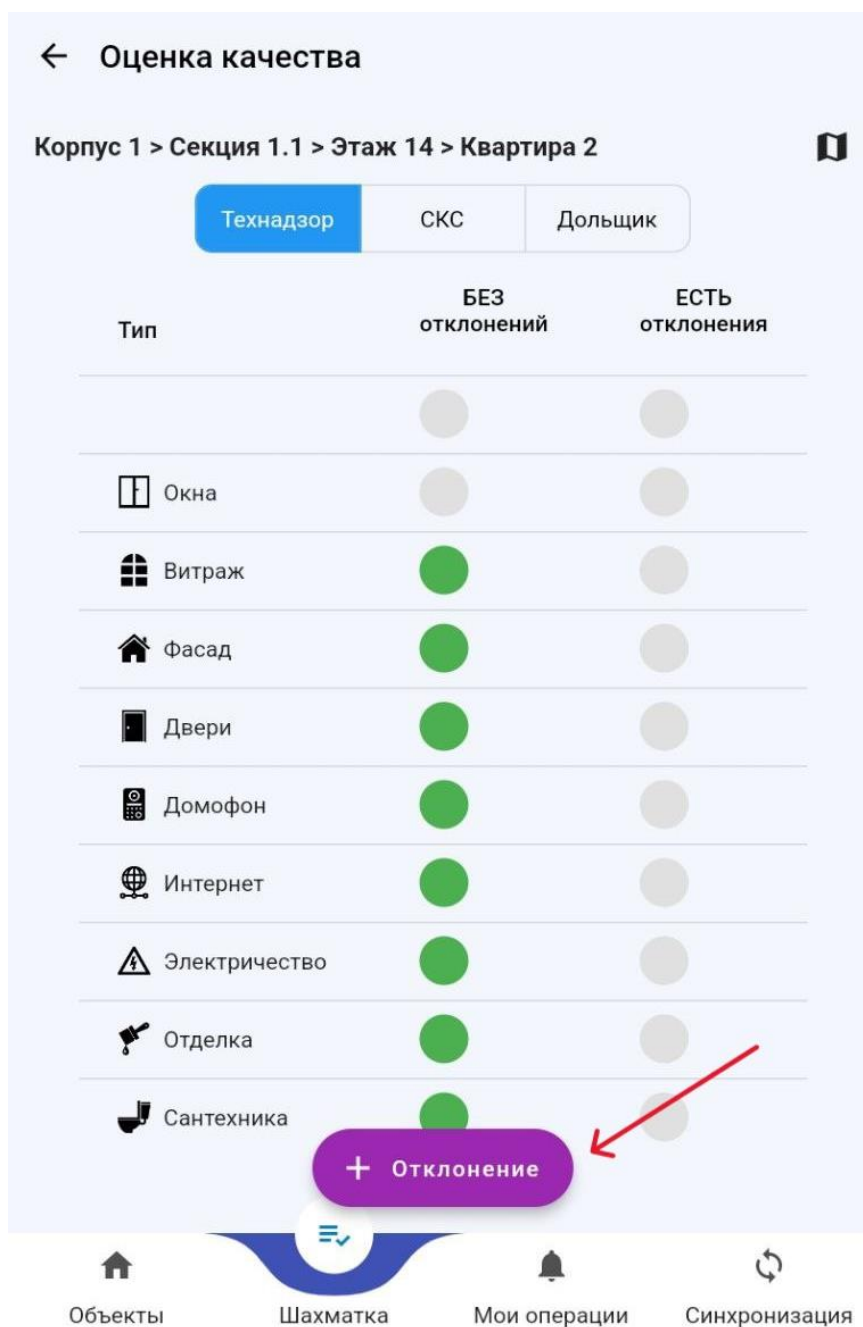 Оценка качества
Корпус 1 > Секция 1.1 > Этаж 14 > Квартира 2
Технадзор СКС Дольщик
Тип БЕЗ отклонений ЕСТЬ отклонения
Окна
Витраж
Фасад
Двери
Домофон
Интернет
Электричество
Отделка
Сантехника
+ Отклонение
Объекты Шахматка Мои операции Синхронизация